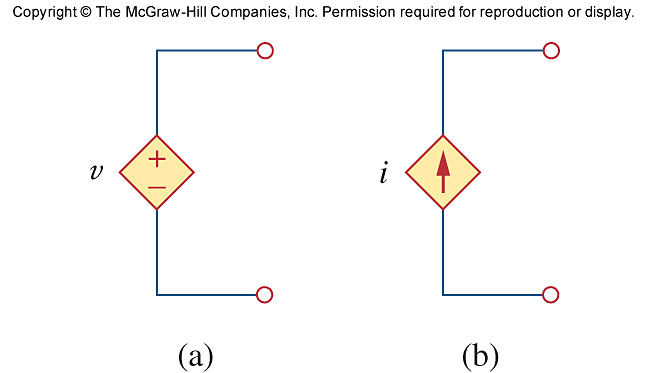 Copyright © The McGraw-Hill Companies, Inc. Permission required for reproduction or display.
v
+
–
i
(a)
(b)